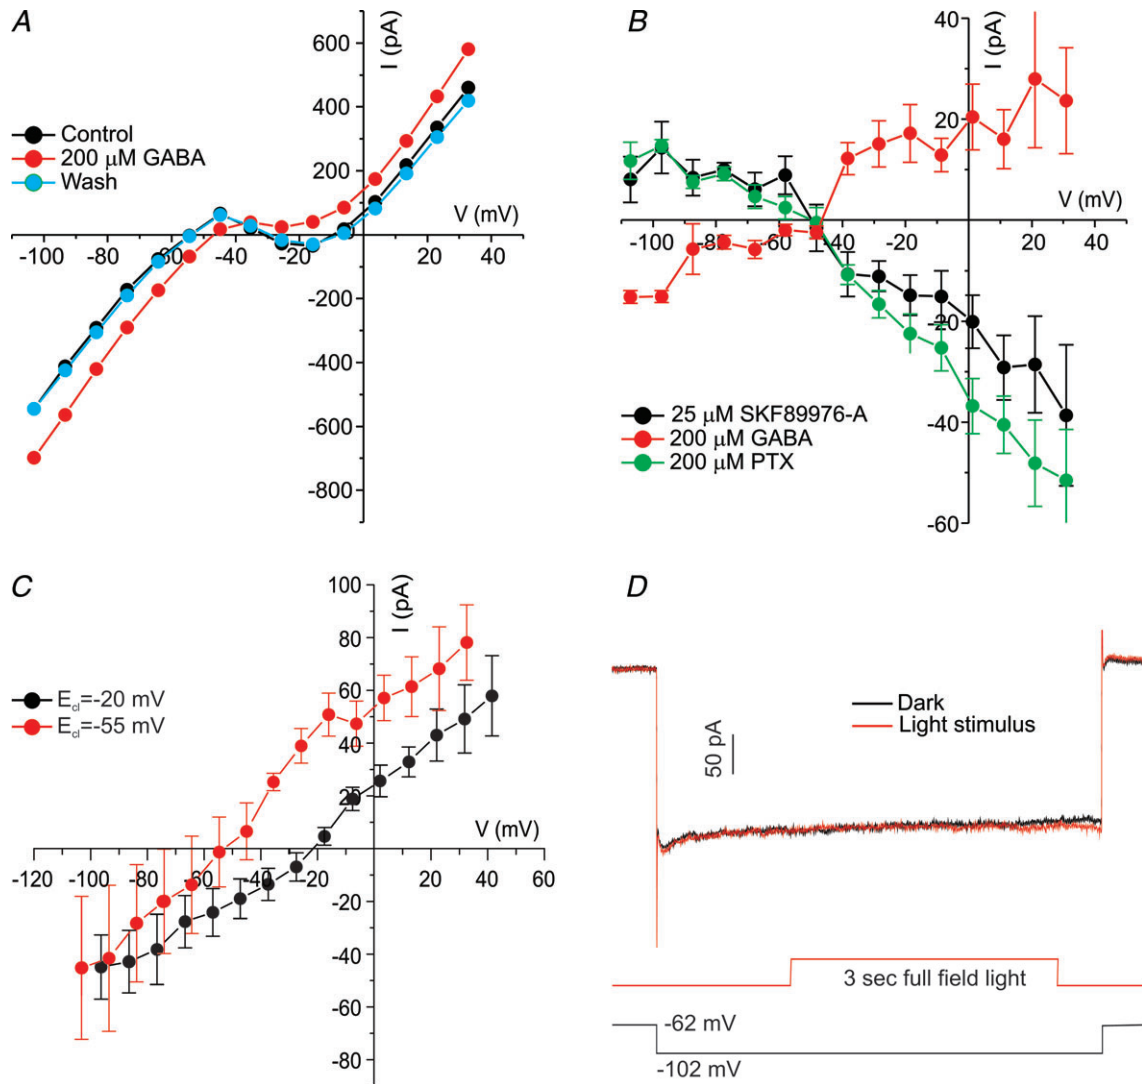 A
I (pA)
600
400
200
Control
200 μM GABA
Wash
V (mV)
-100 -80 -60 -40 -20 20 40
-200
-400
-600
-800
B
I (pA)
40
20
V (mV)
-100 -80 -60 -40 -20 20 40
-20
-40
-60
25 μM SKF89976-A
200 μM GABA
200 μM PTX
C
I (pA)
100
80
60
40
20
E_cl=-20 mV
E_cl=-55 mV
V (mV)
-120 -100 -80 -60 -40 -20 20 40 60
-20
-40
-60
-80
D
Dark
Light stimulus
50 pA
3 sec full field light
-62 mV
-102 mV